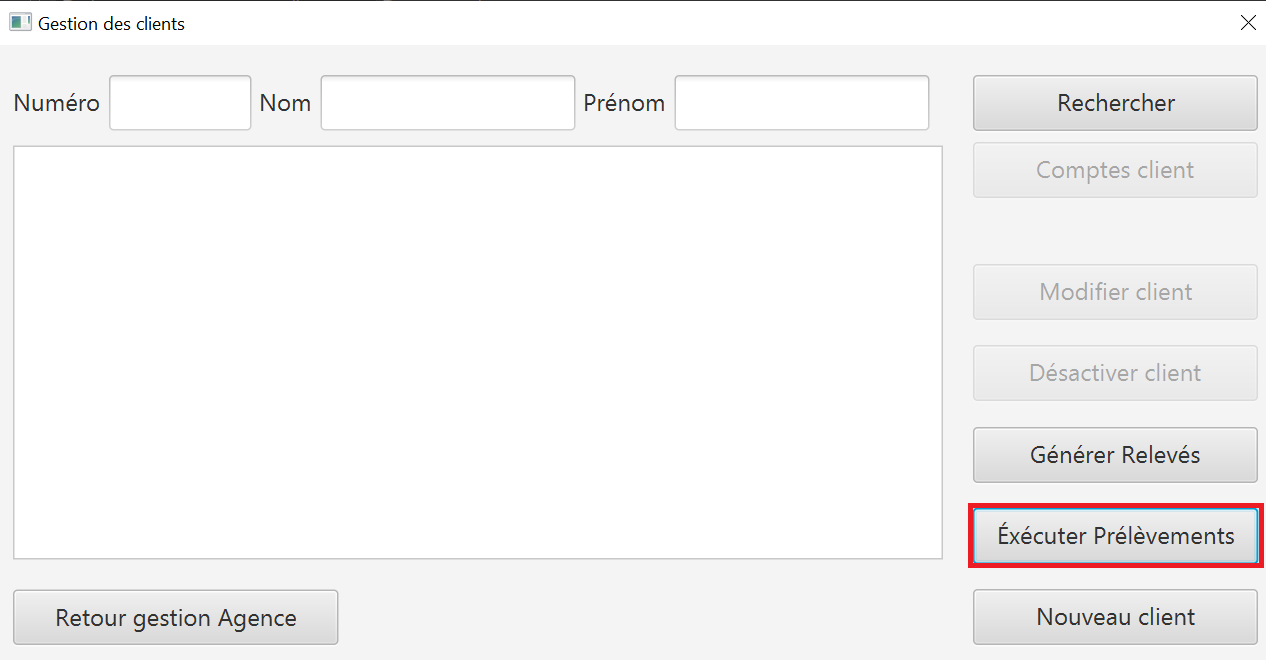 Gestion des clients
Numéro Nom Prénom Rechercher
Comptes client
Modifier client
Désactiver client
Générer Relevés
Éxécuter Prélèvements
Retour gestion Agence Nouveau client